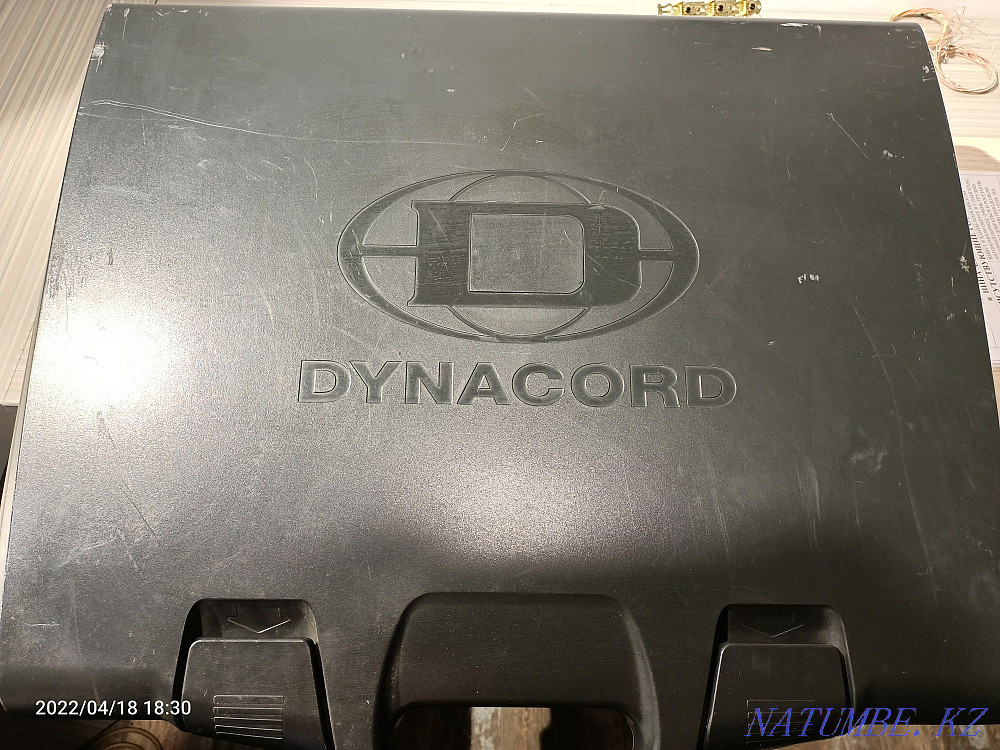 DYNACORD
2022/04/18 18:30
NATUMBE. KZ